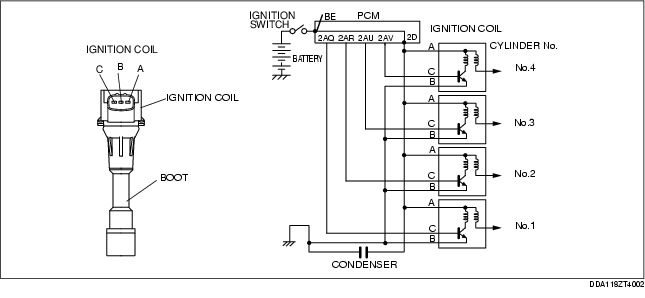 IGNITION COIL
C B A
IGNITION COIL
BOOT
IGNITION
SWITCH
BE
PCM
2AQ 2AR 2AU 2AV 2D
BATTERY
IGNITION COIL
CYLINDER No.
A
C
B
No.4
A
C
B
No.3
A
C
B
No.2
A
C
B
No.1
CONDENSER
DDA118ZT4002